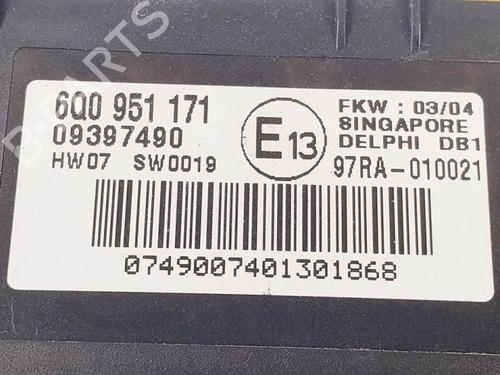 6Q0 951 171
09397490
HW07 SW0019
E13
FKW : 03/04
SINGAPORE
DELPHI DB1
97RA-010021
0749007401301868
B-PARTS